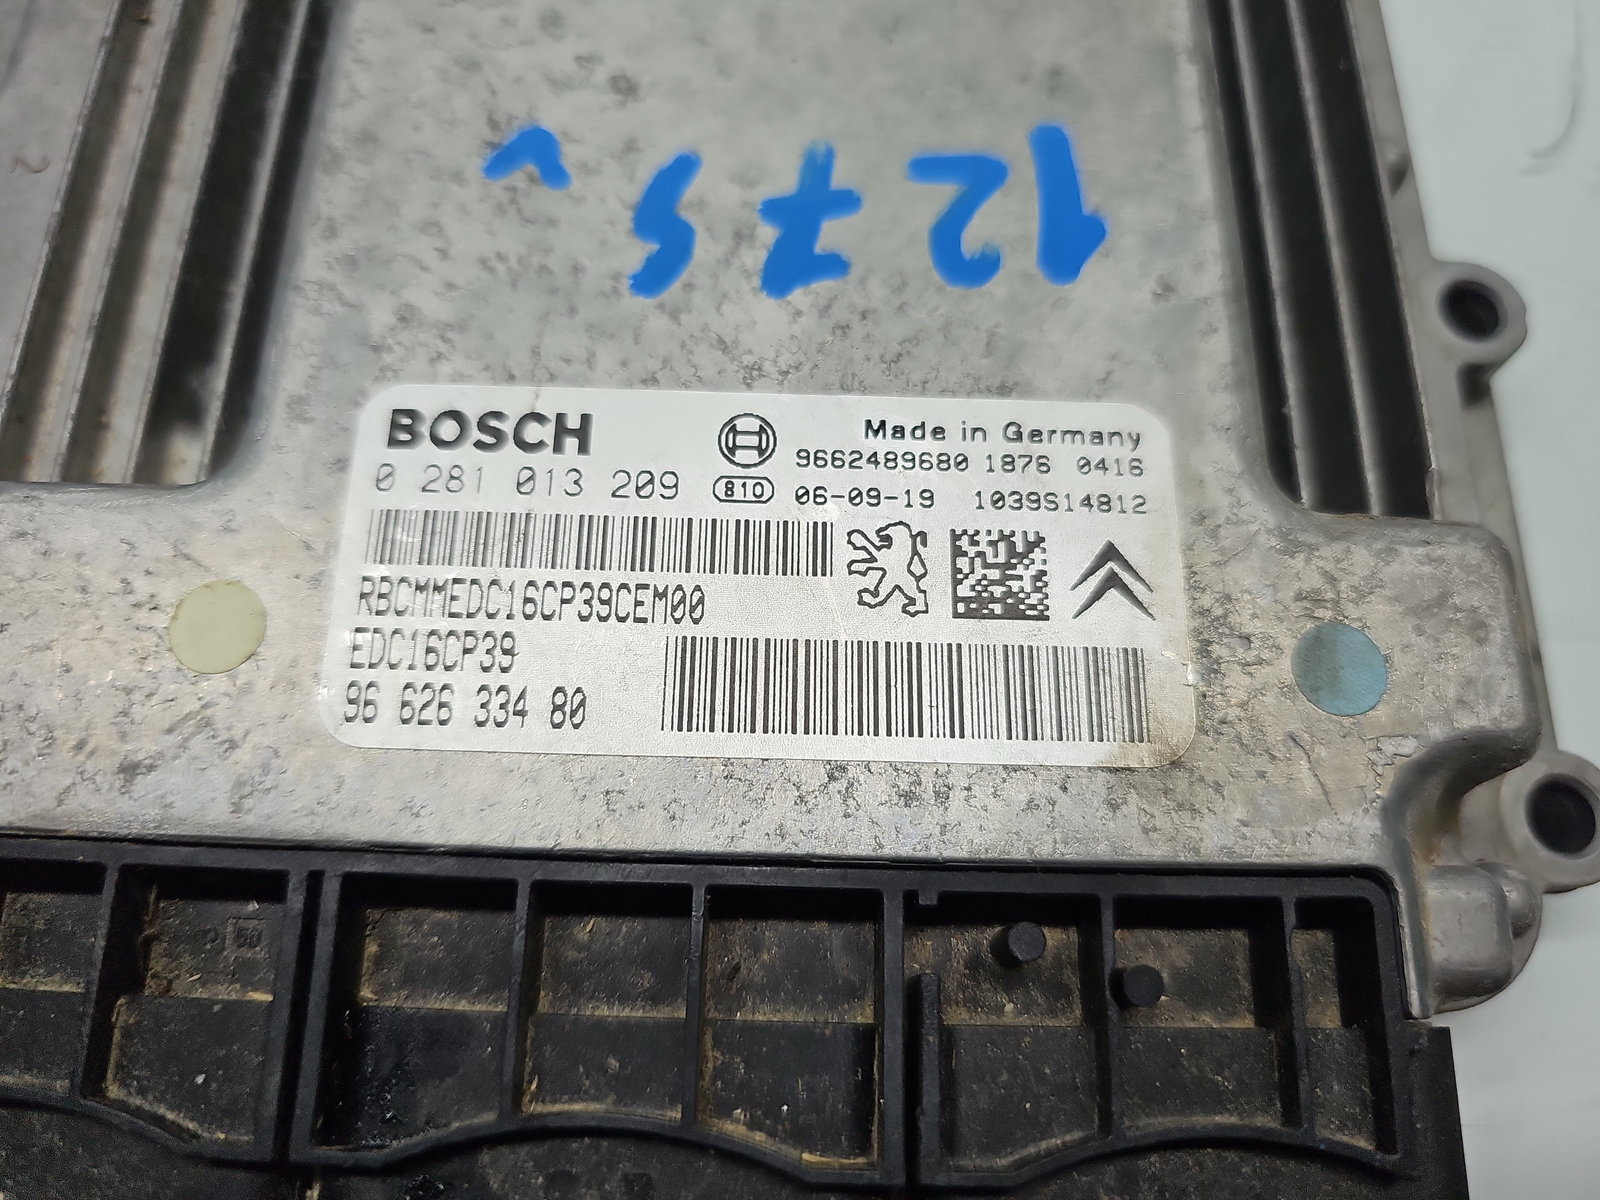 1275
BOSCH
Made in Germany
9662489680 1876 0416
0 281 013 209
810 06-09-19 1039S14812
RBCMMEDC16CP39CEM00
EDC16CP39
96 626 334 80
50